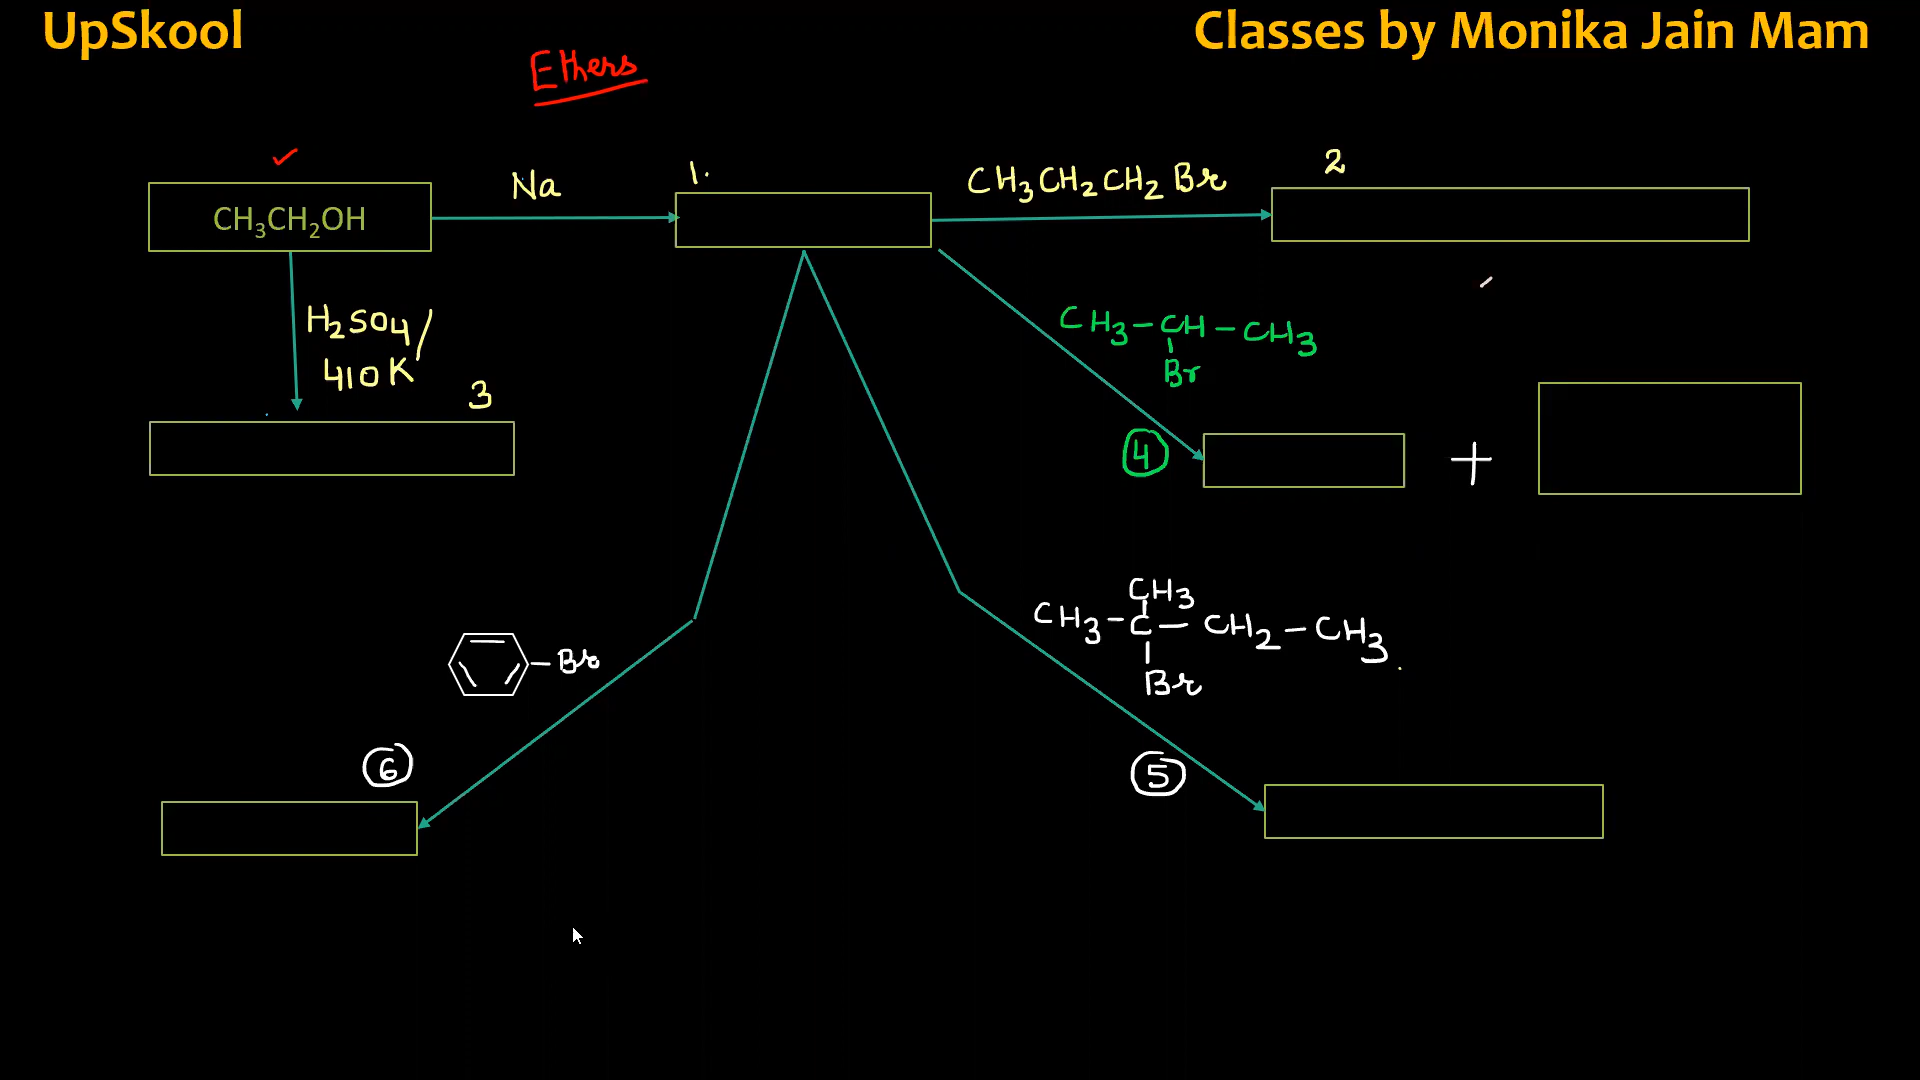 UpSkool
Classes by Monika Jain Mam
Ethers
CH₃CH₂OH
Na
1.
CH₃CH₂CH₂Br
2
H₂SO₄/
410K
3
CH₃-CH-CH₃
Br
4
+
CH₃
CH₃-C-CH₂-CH₃
Br
5
-Br
6